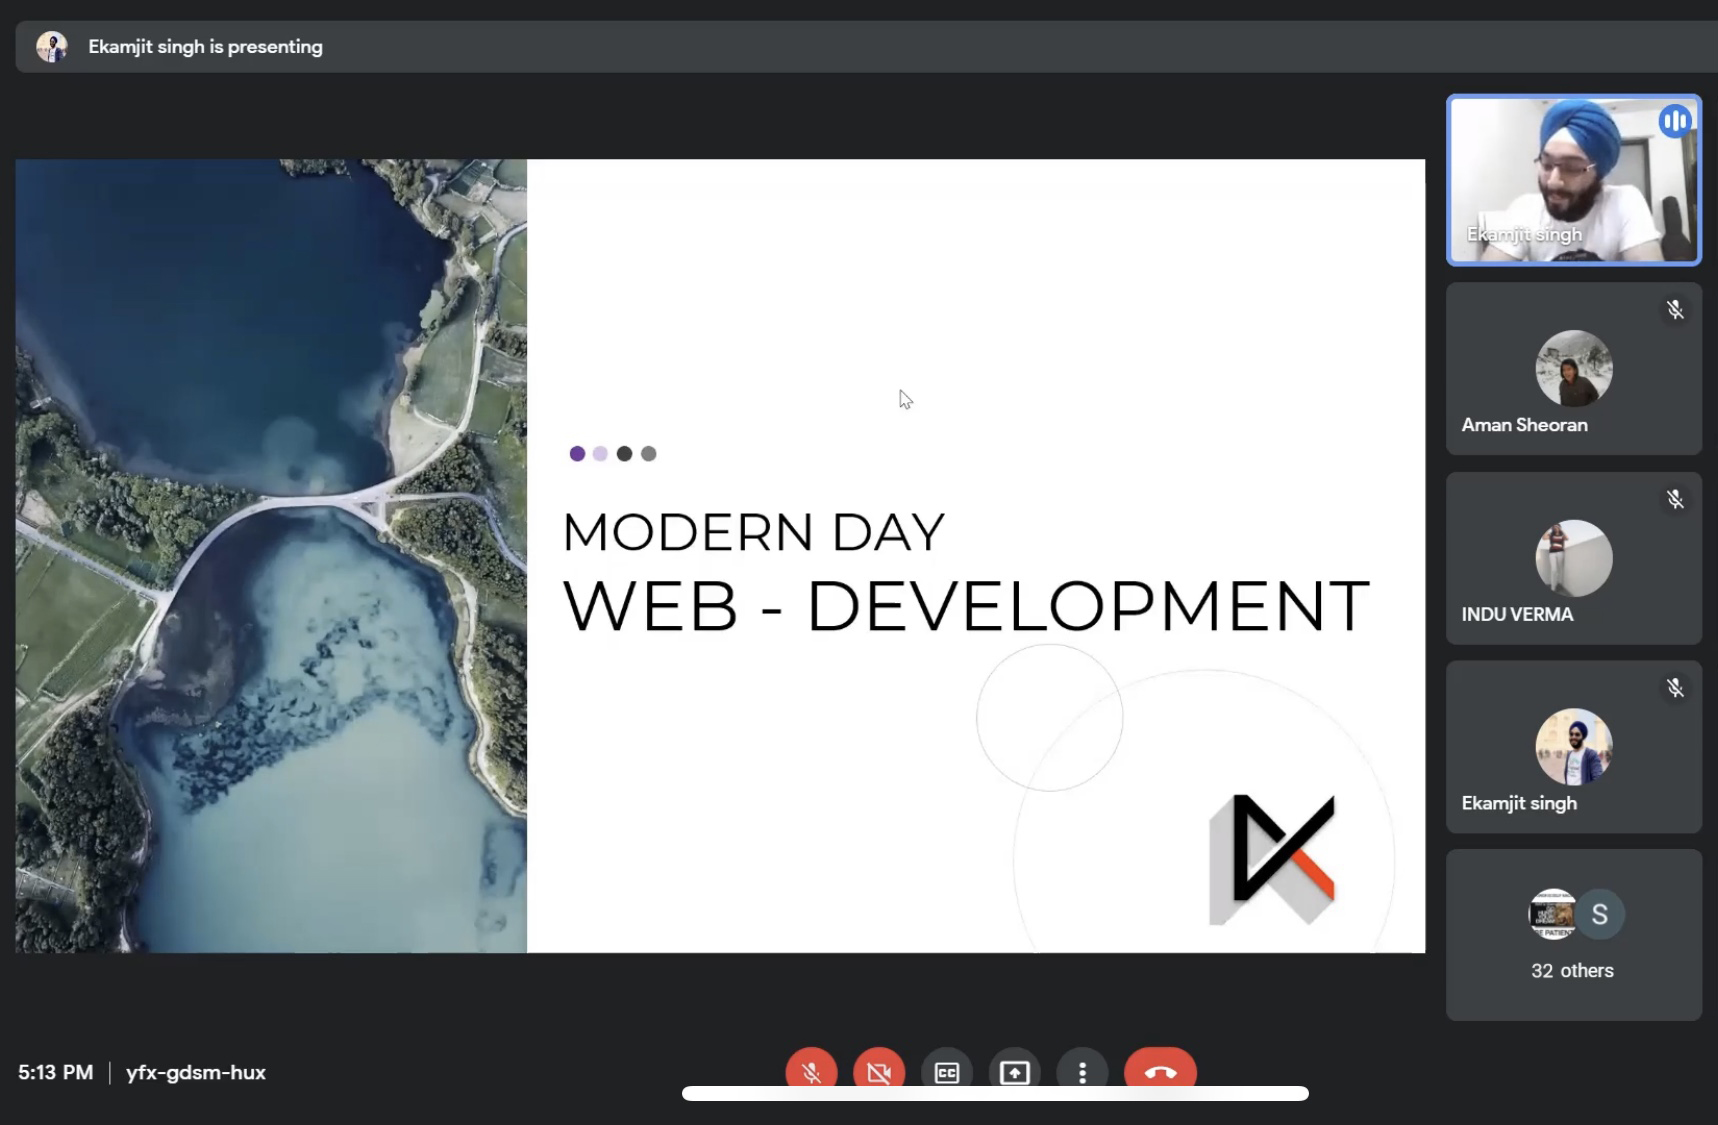 Ekamjit singh is presenting
Ekamjit singh
MODERN DAY
WEB - DEVELOPMENT
Aman Sheoran
INDU VERMA
Ekamjit singh
S
32 others
5:13 PM | yfx-gdsm-hux
CC